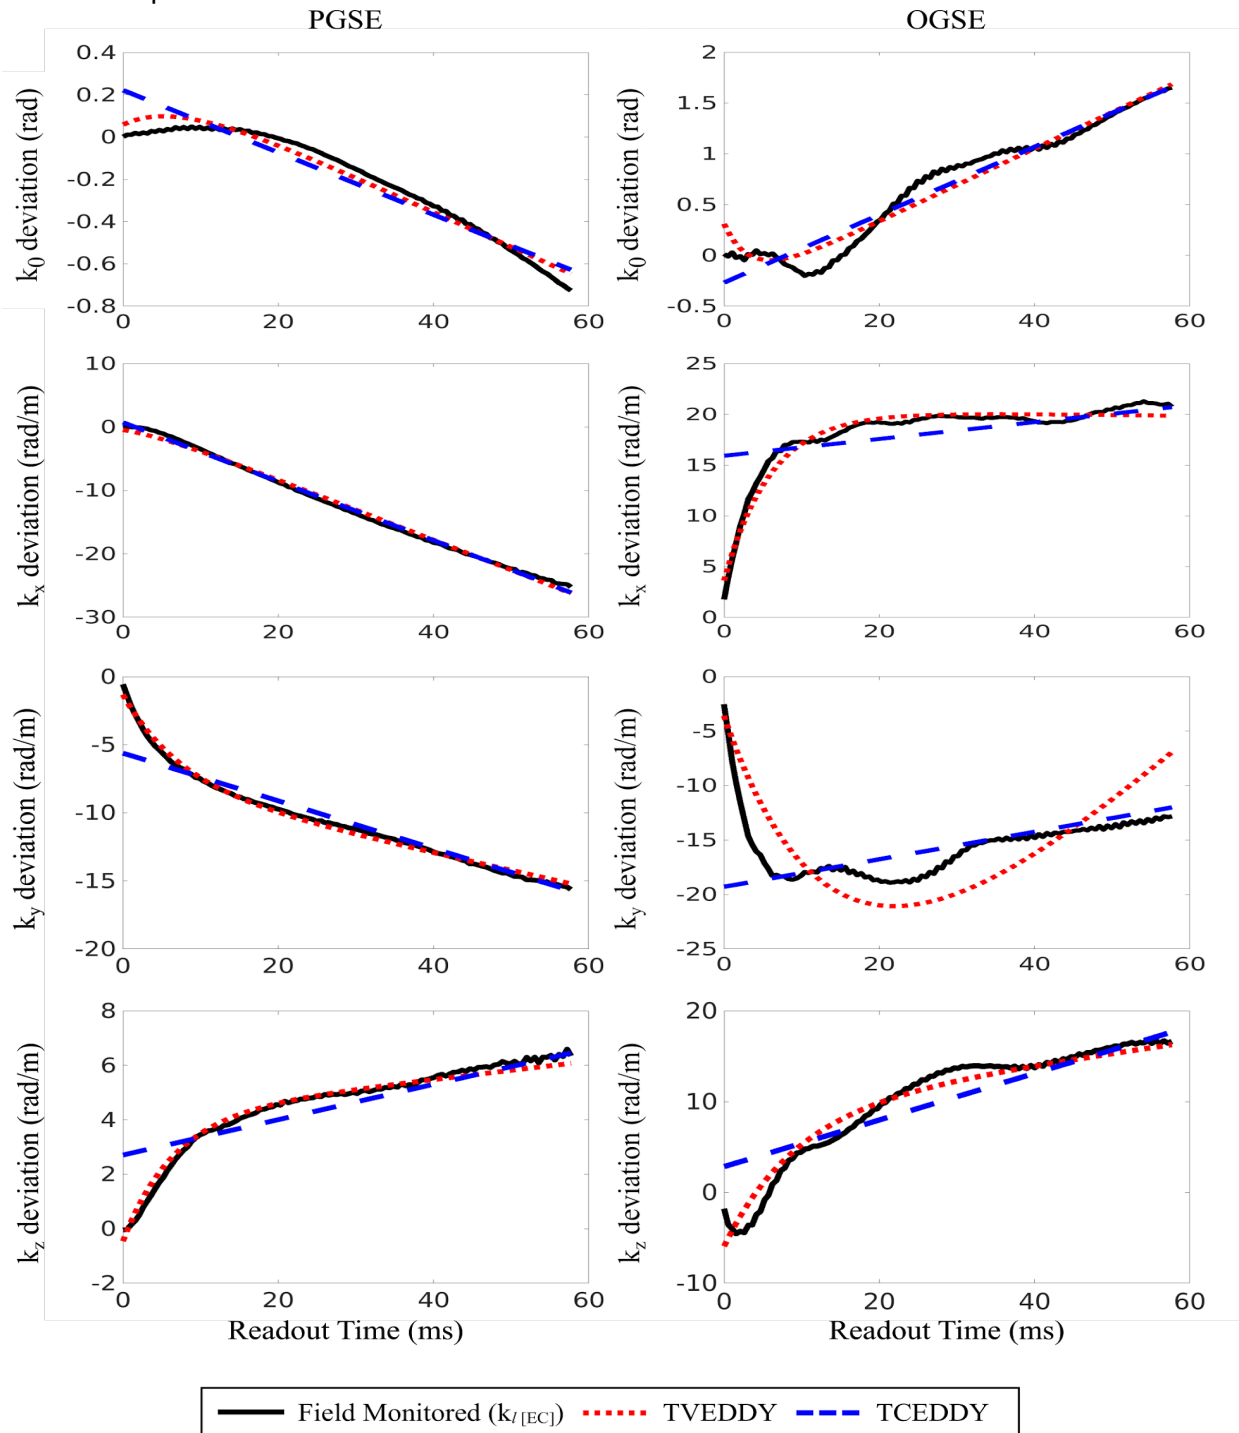 PGSE OGSE
0.4 0.2 0 -0.2 -0.4 -0.6 -0.8
k0 deviation (rad)
0 20 40 60
2 1.5 1 0.5 0 -0.5
k0 deviation (rad)
0 20 40 60
10 0 -10 -20 -30
kx deviation (rad/m)
0 20 40 60
25 20 15 10 5 0
kx deviation (rad/m)
0 20 40 60
0 -5 -10 -15 -20
ky deviation (rad/m)
0 20 40 60
0 -5 -10 -15 -20 -25
ky deviation (rad/m)
0 20 40 60
8 6 4 2 0 -2
kz deviation (rad/m)
0 20 40 60
20 10 0 -10
kz deviation (rad/m)
0 20 40 60
Readout Time (ms) Readout Time (ms)
Field Monitored (kl [EC]) TVEDDY TCEDDY